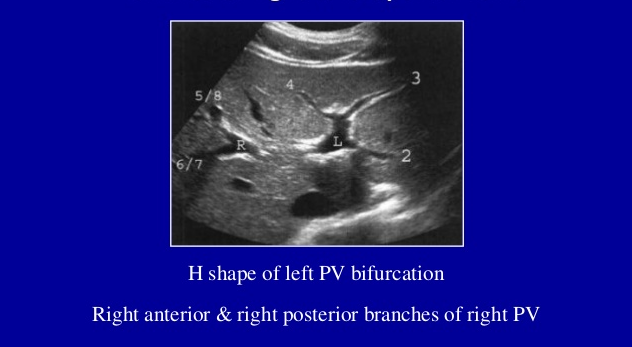 4
3
5/8
R
L
2
6/7
H shape of left PV bifurcation
Right anterior & right posterior branches of right PV